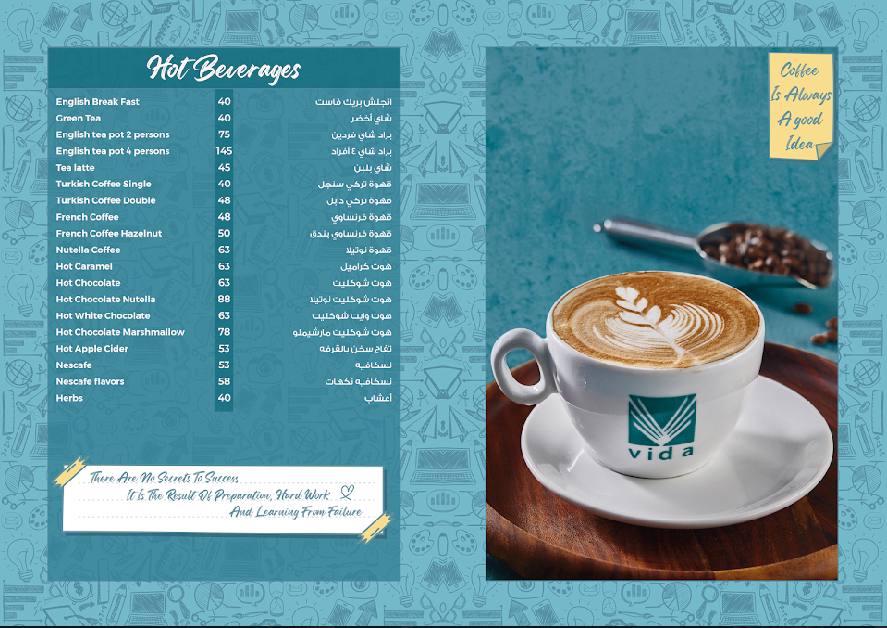 Hot Beverages
English Break Fast 40 انجلش بريك فاست
Green Tea 40 شاي أخضر
English tea pot 2 persons 75 براد شاي فردين
English tea pot 4 persons 145 براد شاي ٤ أفراد
Tea latte 45 شاي بلبن
Turkish Coffee Single 40 قهوة تركي سنجل
Turkish Coffee Double 48 قهوة تركي دبل
French Coffee 48 قهوة فرنساوي
French Coffee Hazelnut 50 قهوة فرنساوي بندق
Nutella Coffee 63 قهوة نوتيلا
Hot Caramel 63 هوت كراميل
Hot Chocolate 63 هوت شوكليت
Hot Chocolate Nutella 88 هوت شوكليت نوتيلا
Hot White Chocolate 63 هوت وايت شوكليت
Hot Chocolate Marshmallow 78 هوت شوكليت مارشيملو
Hot Apple Cider 53 تفاح سخن بالقرفه
Nescafe 53 نسكافيه
Nescafe flavors 58 نسكافيه نكهات
Herbs 40 أعشاب
There Are No Secrets To Success
It is The Result Of Preparation, Hard Work
And Learning From Failure
Coffee
Is Always
A good
Idea
vida